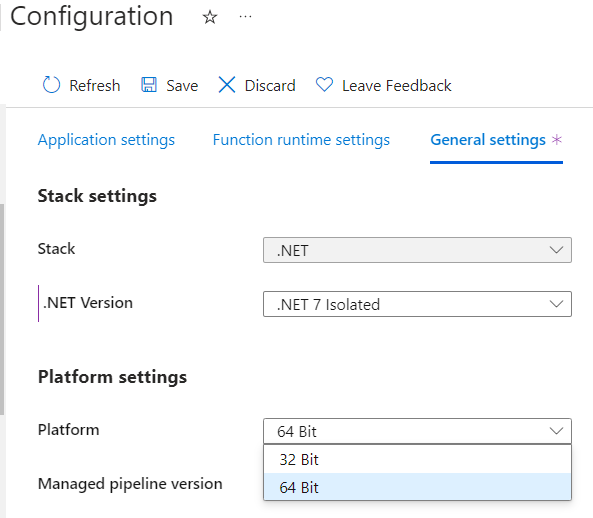 Configuration
Refresh Save Discard Leave Feedback
Application settings Function runtime settings General settings *
Stack settings
Stack .NET
.NET Version .NET 7 Isolated
Platform settings
Platform 64 Bit
32 Bit
Managed pipeline version 64 Bit